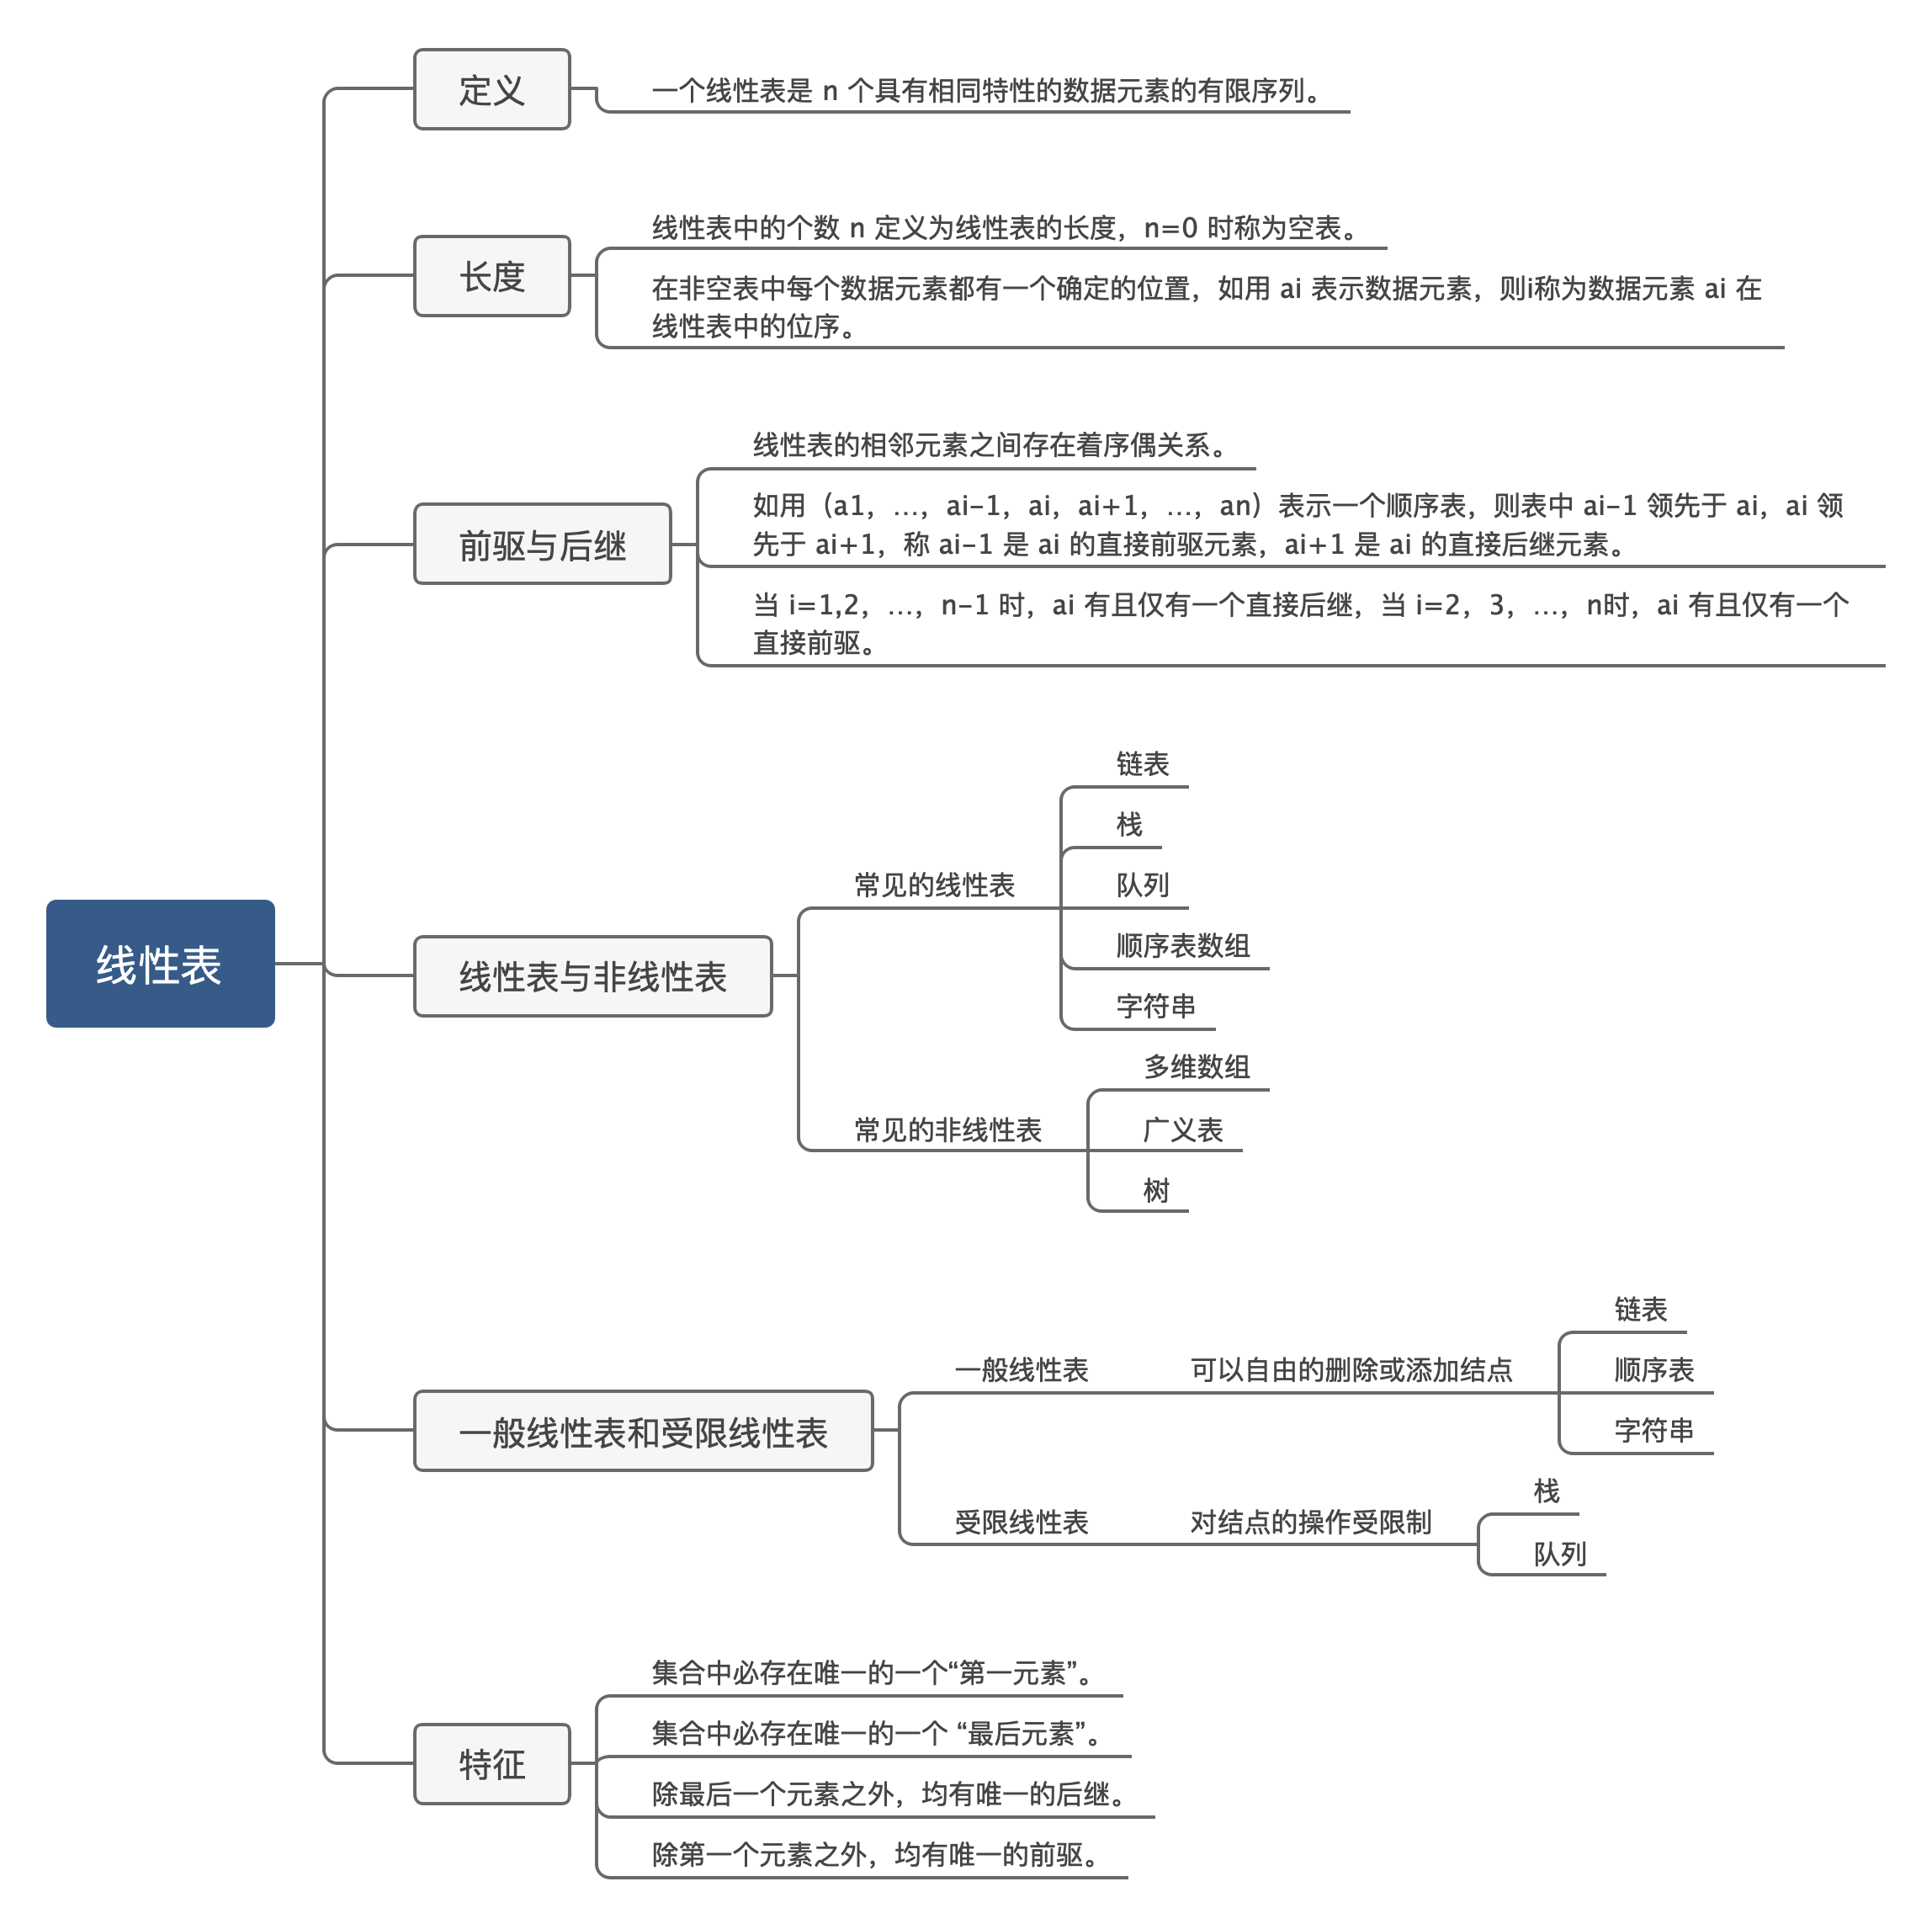 线性表
定义
一个线性表是 n 个具有相同特性的数据元素的有限序列。
长度
线性表中的个数 n 定义为线性表的长度，n=0 时称为空表。
在非空表中每个数据元素都有一个确定的位置，如用 ai 表示数据元素，则i称为数据元素 ai 在
线性表中的位序。
前驱与后继
线性表的相邻元素之间存在着序偶关系。
如用（a1，…，ai-1，ai，ai+1，…，an）表示一个顺序表，则表中 ai-1 领先于 ai，ai 领
先于 ai+1，称 ai-1 是 ai 的直接前驱元素，ai+1 是 ai 的直接后继元素。
当 i=1,2，…，n-1 时，ai 有且仅有一个直接后继，当 i=2，3，…，n时，ai 有且仅有一个
直接前驱。
线性表与非线性表
常见的线性表
链表
栈
队列
顺序表数组
字符串
常见的非线性表
多维数组
广义表
树
一般线性表和受限线性表
一般线性表
可以自由的删除或添加结点
链表
顺序表
字符串
受限线性表
对结点的操作受限制
栈
队列
特征
集合中必存在唯一的一个“第一元素”。
集合中必存在唯一的一个 “最后元素”。
除最后一个元素之外，均有唯一的后继。
除第一个元素之外，均有唯一的前驱。